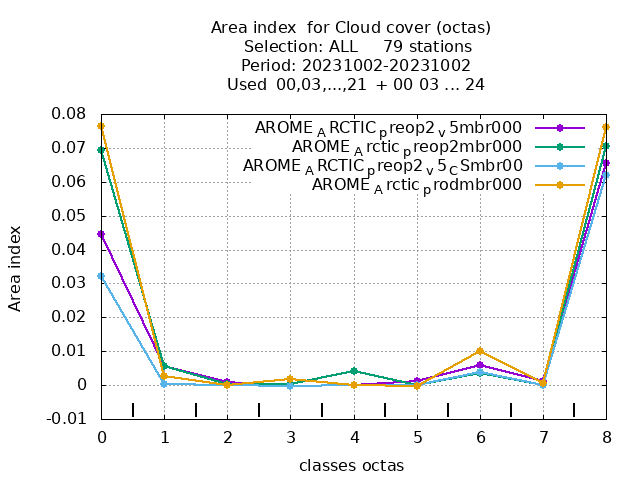 Area index  for Cloud cover (octas)
Selection: ALL     79 stations
Period: 20231002-20231002
Used  00,03,...,21  + 00 03 ... 24
AROME_ARCTIC_preop2_v5mbr000
AROME_Arctic_preop2mbr000
AROME_ARCTIC_preop2_v5_CSmbr00
AROME_Arctic_prodmbr000
0.08
0.07
0.06
0.05
0.04
0.03
0.02
0.01
0
-0.01
Area index
0 1 2 3 4 5 6 7 8
classes octas